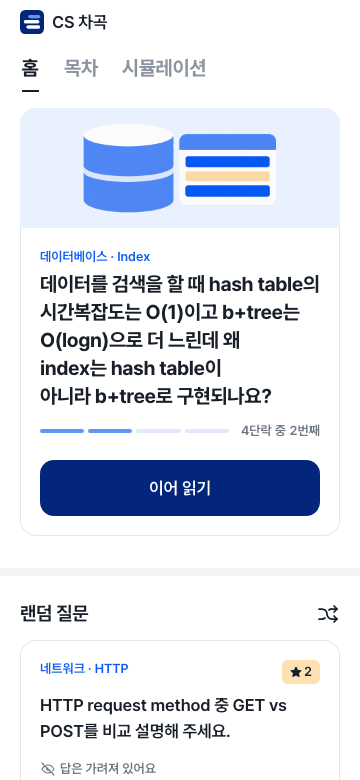 CS 차곡
홈 목차 시뮬레이션
데이터베이스 · Index
데이터를 검색을 할 때 hash table의
시간복잡도는 O(1)이고 b+tree는
O(logn)으로 더 느린데 왜
index는 hash table이
아니라 b+tree로 구현되나요?
4단락 중 2번째
이어 읽기
랜덤 질문
네트워크 · HTTP
2
HTTP request method 중 GET vs
POST를 비교 설명해 주세요.
답은 가려져 있어요